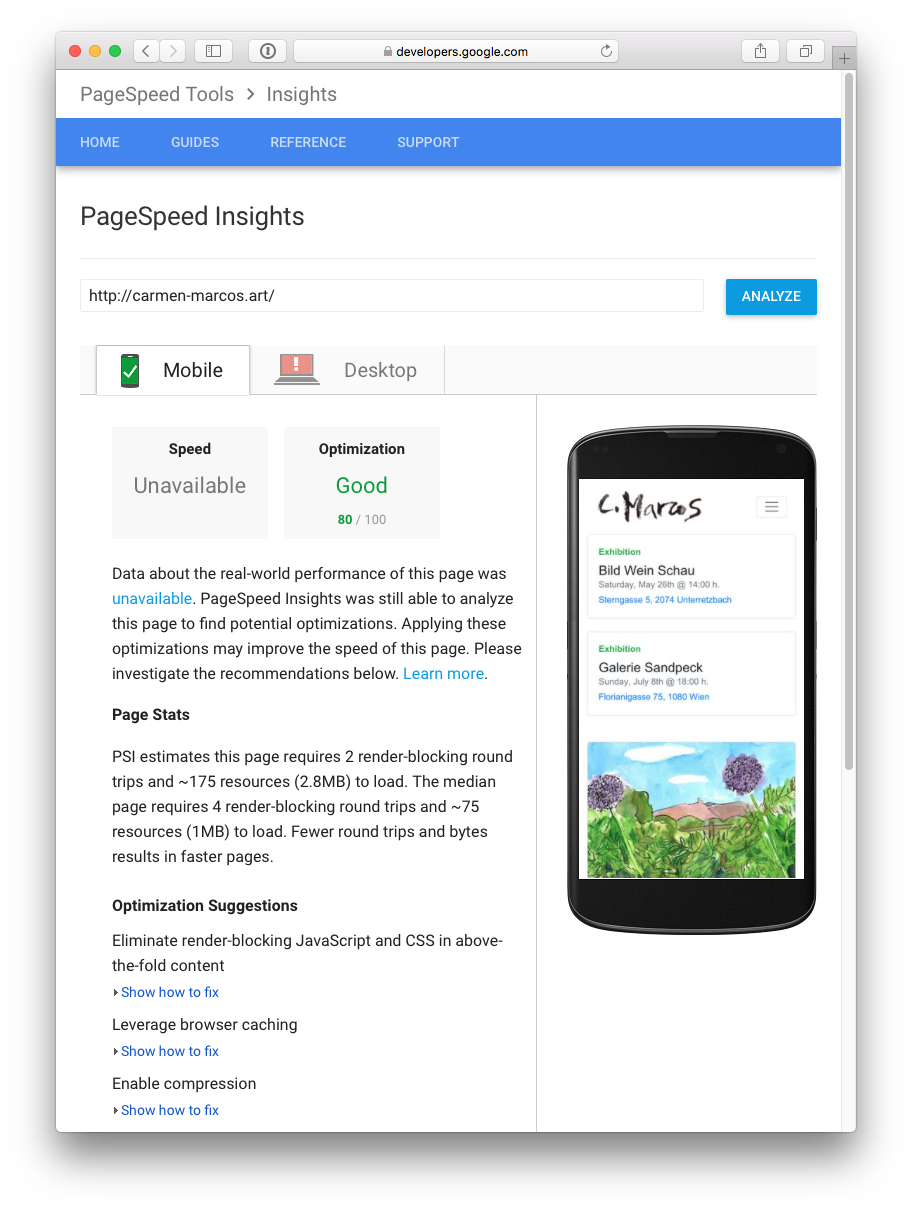 developers.google.com
PageSpeed Tools > Insights
HOME GUIDES REFERENCE SUPPORT
PageSpeed Insights
http://carmen-marcos.art/
ANALYZE
Mobile
! Desktop
Speed
Unavailable
Optimization
Good
80 / 100
Data about the real-world performance of this page was
unavailable. PageSpeed Insights was still able to analyze
this page to find potential optimizations. Applying these
optimizations may improve the speed of this page. Please
investigate the recommendations below. Learn more.
Page Stats
PSI estimates this page requires 2 render-blocking round
trips and ~175 resources (2.8MB) to load. The median
page requires 4 render-blocking round trips and ~75
resources (1MB) to load. Fewer round trips and bytes
results in faster pages.
Optimization Suggestions
Eliminate render-blocking JavaScript and CSS in above-
the-fold content
Show how to fix
Leverage browser caching
Show how to fix
Enable compression
Show how to fix
C. Marcos
Exhibition
Bild Wein Schau
Saturday, May 26th @ 14:00 h.
Sterngasse 5, 2074 Unterretzbach
Exhibition
Galerie Sandpeck
Sunday, July 8th @ 18:00 h.
Florianigasse 75, 1080 Wien